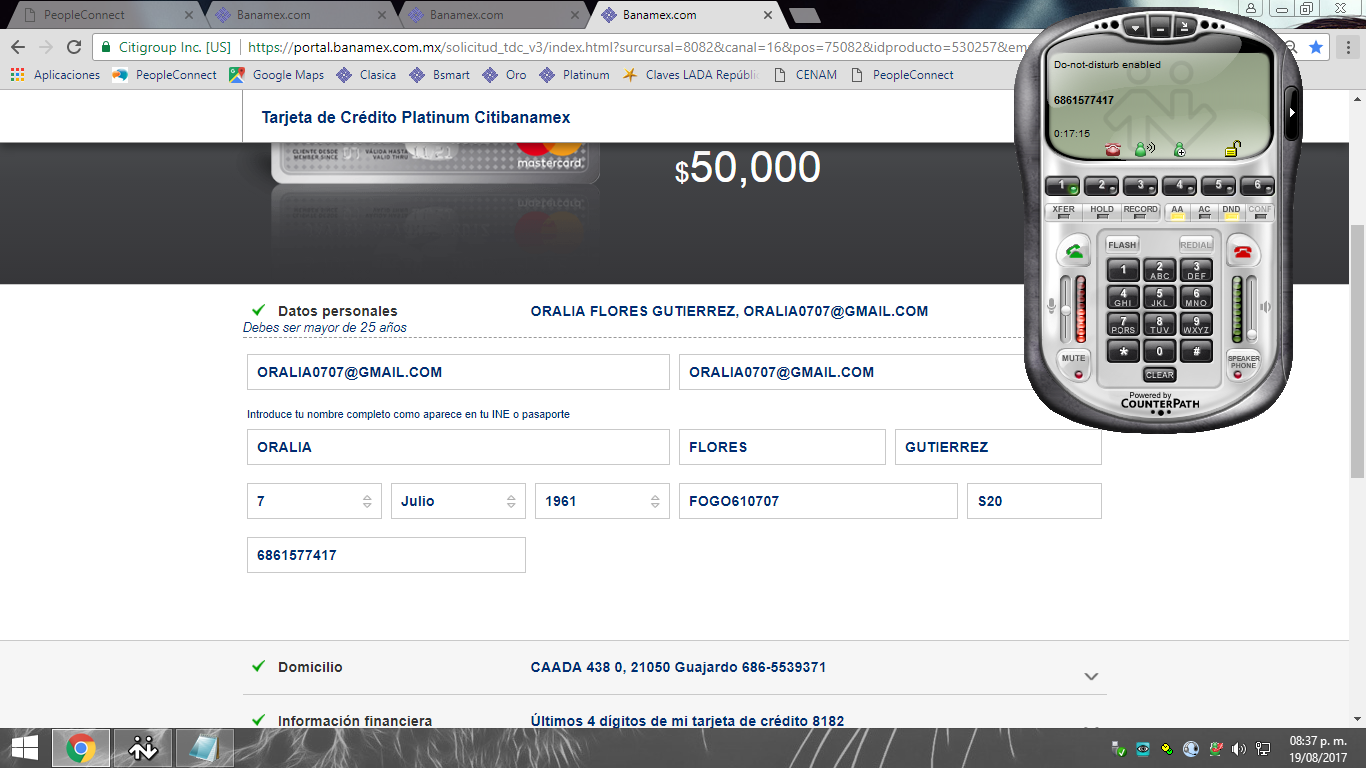 PeopleConnect
Banamex.com
Banamex.com
Banamex.com
Citigroup Inc. [US]
https://portal.banamex.com.mx/solicitud_tdc_v3/index.html?surcursal=8082&canal=16&pos=75082&idproducto=530257&em
Aplicaciones
PeopleConnect
Google Maps
Clasica
Bsmart
Oro
Platinum
Claves LADA Repúbli
CENAM
PeopleConnect
Tarjeta de Crédito Platinum Citibanamex
CLIENTE DESDE
MEMBER SINCE
VÁLIDA HASTA
VALID THRU
mastercard.
$50,000
Do-not-disturb enabled
6861577417
0:17:15
1 2 3 4 5 6
XFER HOLD RECORD AA AC DND CONF
FLASH REDIAL
1 2 ABC 3 DEF
4 GHI 5 JKL 6 MNO
7 PQRS 8 TUV 9 WXYZ
* 0 #
MUTE
SPEAKER PHONE
CLEAR
Powered by
COUNTERPATH
Datos personales
ORALIA FLORES GUTIERREZ, ORALIA0707@GMAIL.COM
Debes ser mayor de 25 años
ORALIA0707@GMAIL.COM
ORALIA0707@GMAIL.COM
Introduce tu nombre completo como aparece en tu INE o pasaporte
ORALIA
FLORES
GUTIERREZ
7
Julio
1961
FOGO610707
S20
6861577417
Domicilio
CAADA 438 0, 21050 Guajardo 686-5539371
Información financiera
Últimos 4 dígitos de mi tarjeta de crédito 8182
08:37 p. m.
19/08/2017